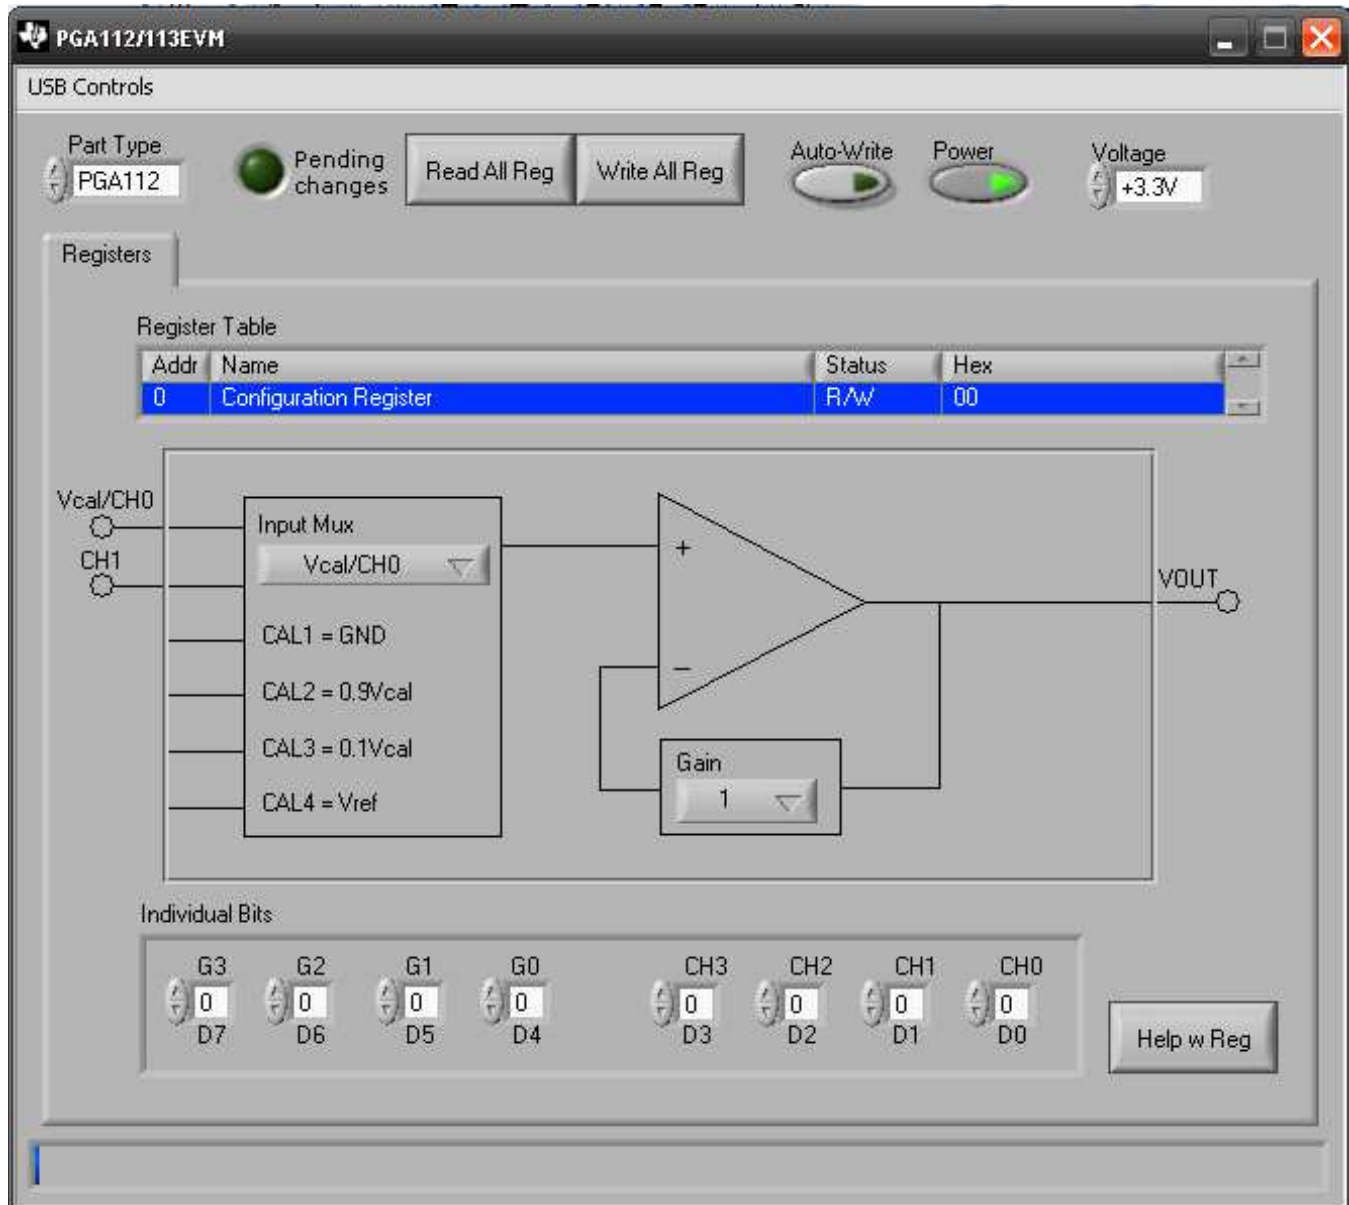 PGA112/113EVM
USB Controls
Part Type
PGA112
Pending
changes
Read All Reg
Write All Reg
Auto-Write
Power
Voltage
+3.3V
Registers
Register Table
Addr Name Status Hex
0 Configuration Register R/W 00
Vcal/CH0
CH1
Input Mux
Vcal/CH0
CAL1 = GND
CAL2 = 0.9Vcal
CAL3 = 0.1Vcal
CAL4 = Vref
+
−
Gain
1
VOUT
Individual Bits
G3 G2 G1 G0 CH3 CH2 CH1 CH0
0 0 0 0 0 0 0 0
D7 D6 D5 D4 D3 D2 D1 D0
Help w Reg